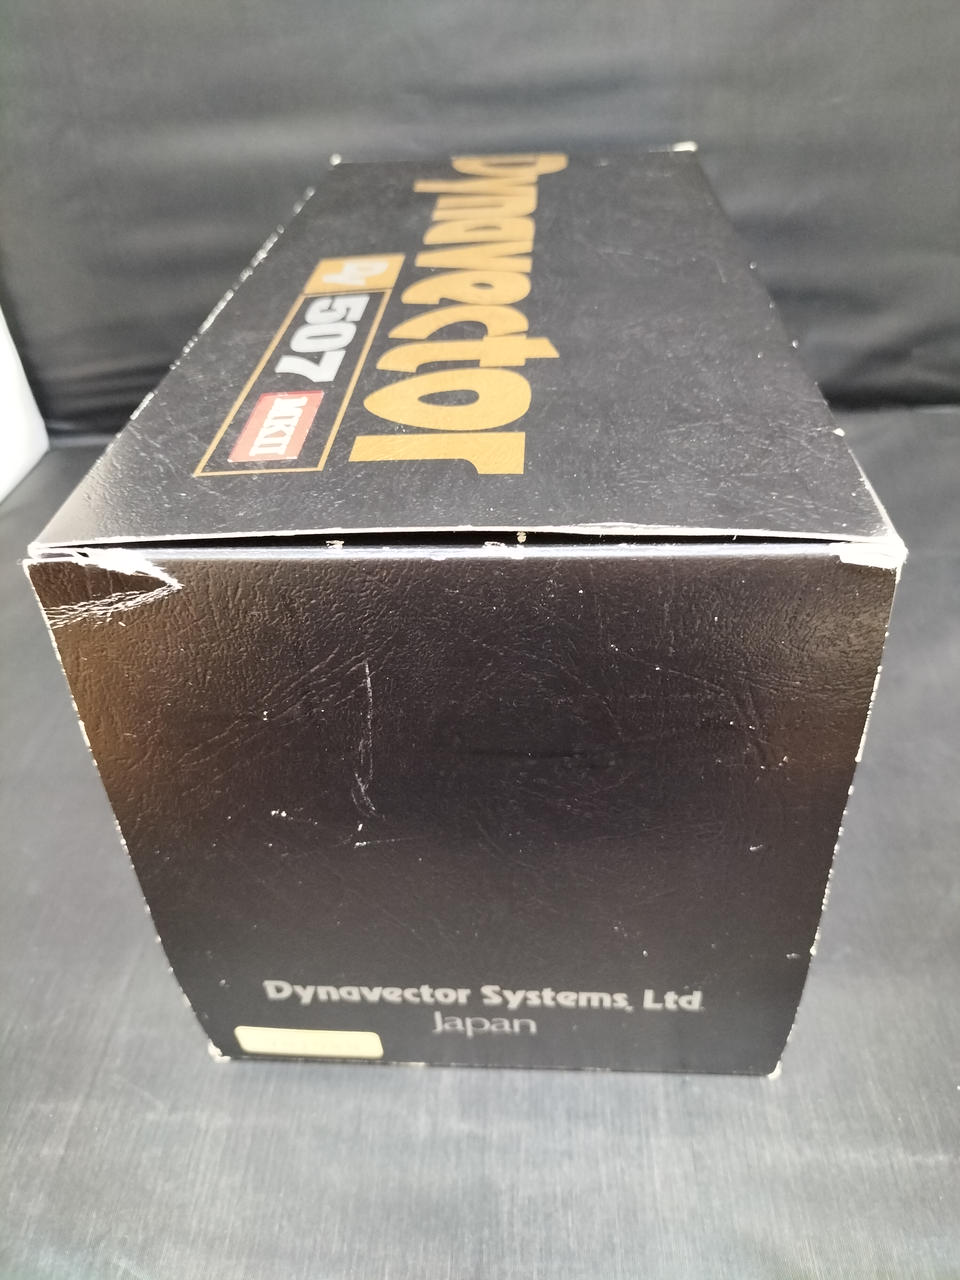 Dynavector
Dv 507 MKII
Dynavector Systems, Ltd.
Japan